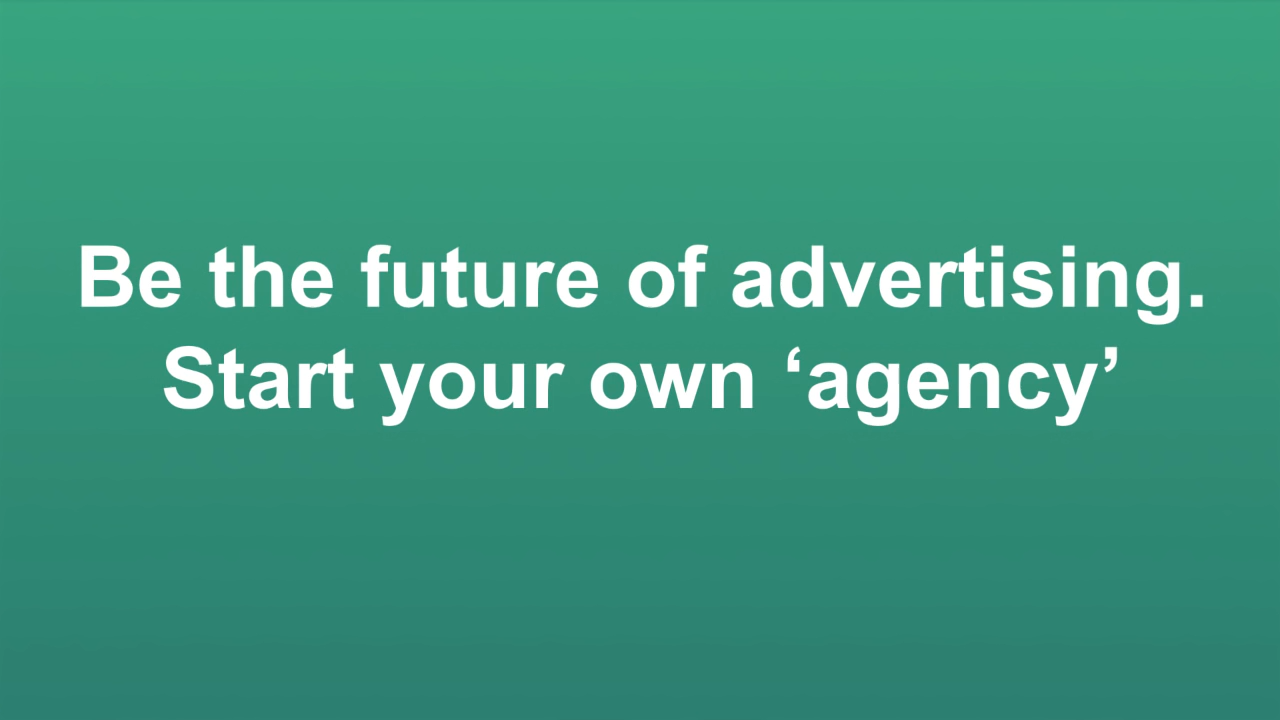 Be the future of advertising.
Start your own ‘agency’